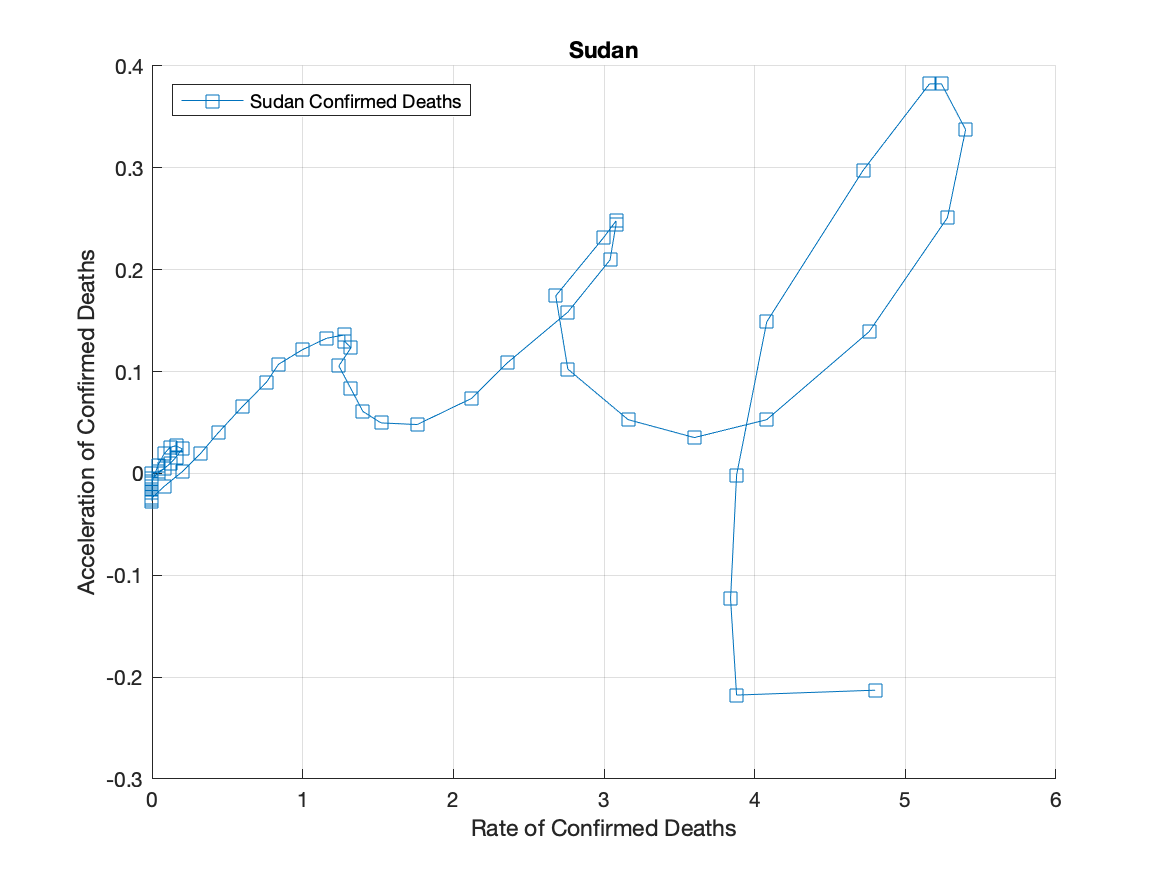 Sudan
Sudan Confirmed Deaths
0.4
0.3
0.2
0.1
0
-0.1
-0.2
-0.3
Acceleration of Confirmed Deaths
0 1 2 3 4 5 6
Rate of Confirmed Deaths